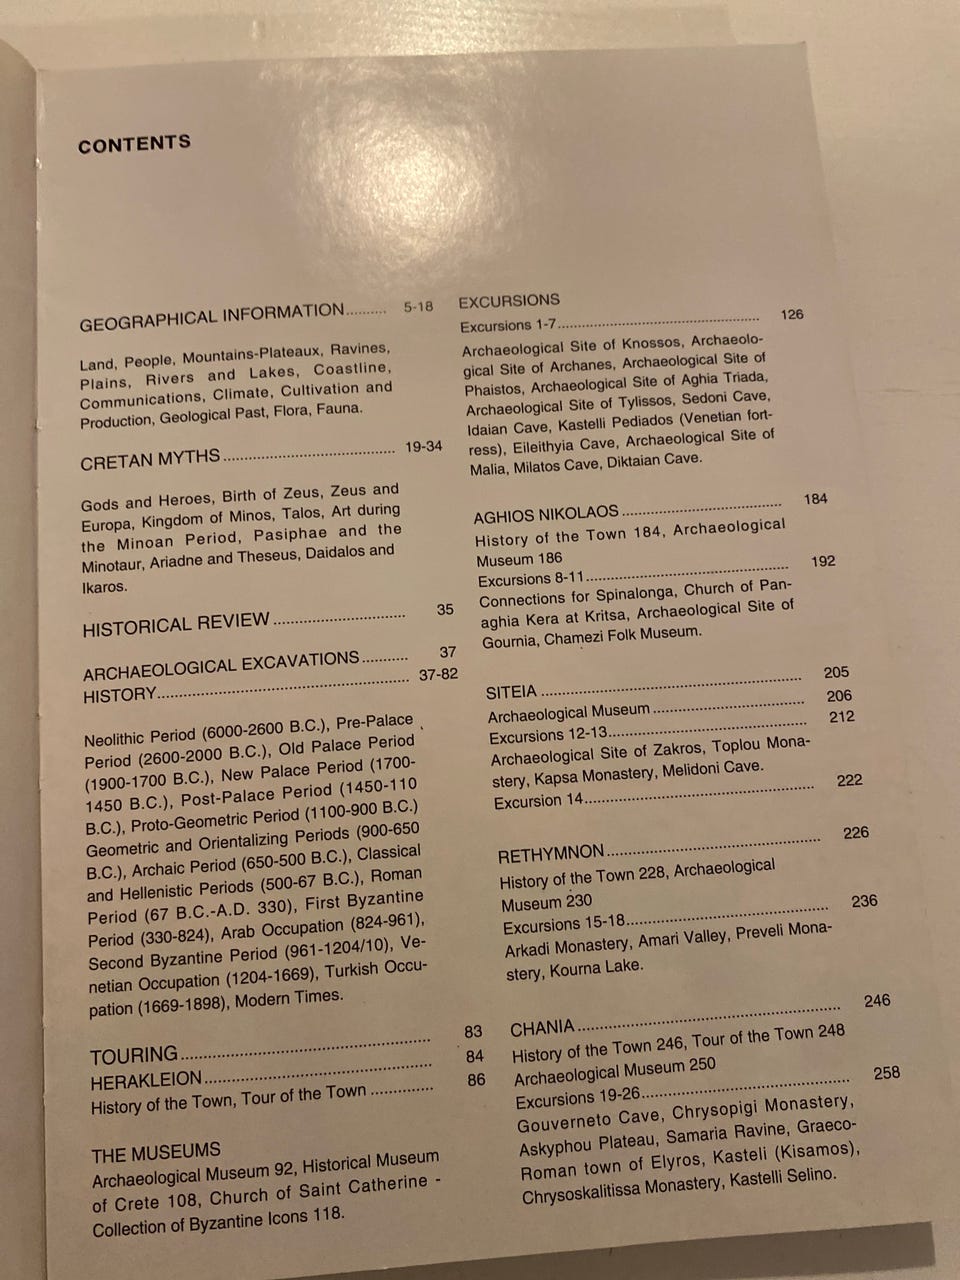 CONTENTS
GEOGRAPHICAL INFORMATION.......... 5-18
Land, People, Mountains-Plateaux, Ravines,
Plains, Rivers and Lakes, Coastline,
Communications, Climate, Cultivation and
Production, Geological Past, Flora, Fauna.
CRETAN MYTHS.......... 19-34
Gods and Heroes, Birth of Zeus, Zeus and
Europa, Kingdom of Minos, Talos, Art during
the Minoan Period, Pasiphae and the
Minotaur, Ariadne and Theseus, Daidalos and
Ikaros.
HISTORICAL REVIEW.......... 35
ARCHAEOLOGICAL EXCAVATIONS.......... 37
HISTORY.......... 37-82
Neolithic Period (6000-2600 B.C.), Pre-Palace
Period (2600-2000 B.C.), Old Palace Period
(1900-1700 B.C.), New Palace Period (1700-
1450 B.C.), Post-Palace Period (1450-110
B.C.), Proto-Geometric Period (1100-900 B.C.)
Geometric and Orientalizing Periods (900-650
B.C.), Archaic Period (650-500 B.C.), Classical
and Hellenistic Periods (500-67 B.C.), Roman
Period (67 B.C.-A.D. 330), First Byzantine
Period (330-824), Arab Occupation (824-961),
Second Byzantine Period (961-1204/10), Ve-
netian Occupation (1204-1669), Turkish Occu-
pation (1669-1898), Modern Times.
TOURING.......... 83
HERAKLEION.......... 84
History of the Town, Tour of the Town.......... 86
THE MUSEUMS
Archaeological Museum 92, Historical Museum
of Crete 108, Church of Saint Catherine -
Collection of Byzantine Icons 118.
EXCURSIONS
Excursions 1-7.......... 126
Archaeological Site of Knossos, Archaeolo-
gical Site of Archanes, Archaeological Site of
Phaistos, Archaeological Site of Aghia Triada,
Archaeological Site of Tylissos, Sedoni Cave,
Idaian Cave, Kastelli Pediados (Venetian fort-
ress), Eileithyia Cave, Archaeological Site of
Malia, Milatos Cave, Diktaian Cave.
AGHIOS NIKOLAOS.......... 184
History of the Town 184, Archaeological
Museum 186
Excursions 8-11.......... 192
Connections for Spinalonga, Church of Pan-
aghia Kera at Kritsa, Archaeological Site of
Gournia, Chamezi Folk Museum.
SITEIA.......... 205
Archaeological Museum.......... 206
Excursions 12-13.......... 212
Archaeological Site of Zakros, Toplou Mona-
stery, Kapsa Monastery, Melidoni Cave.
Excursion 14.......... 222
RETHYMNON.......... 226
History of the Town 228, Archaeological
Museum 230
Excursions 15-18.......... 236
Arkadi Monastery, Amari Valley, Preveli Mona-
stery, Kourna Lake.
CHANIA.......... 246
History of the Town 246, Tour of the Town 248
Archaeological Museum 250
Excursions 19-26.......... 258
Gouverneto Cave, Chrysopigi Monastery,
Askyphou Plateau, Samaria Ravine, Graeco-
Roman town of Elyros, Kasteli (Kisamos),
Chrysoskalitissa Monastery, Kastelli Selino.